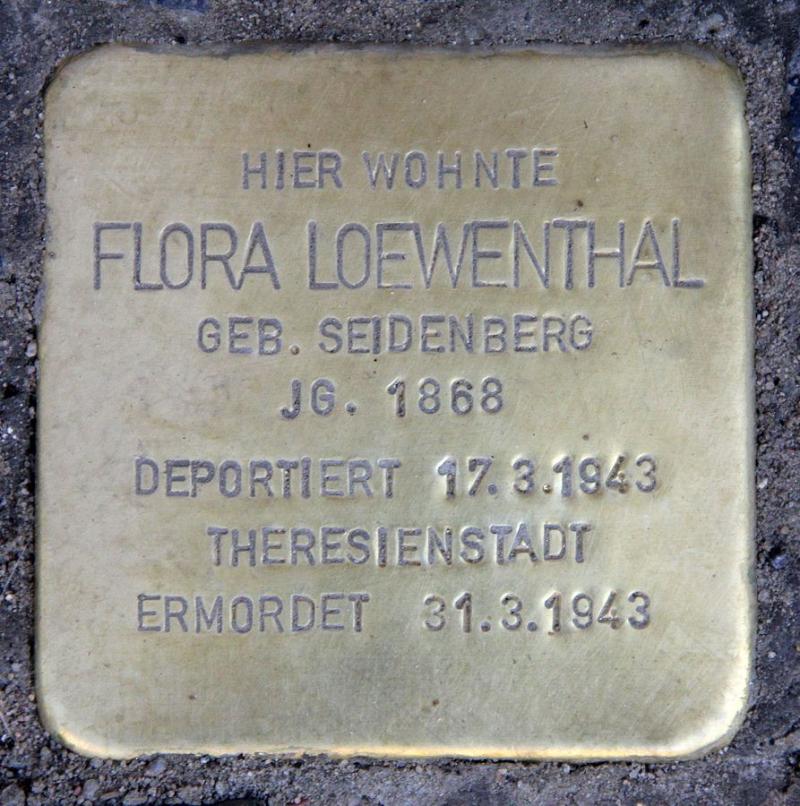 HIER WOHNTE
FLORA LOEWENTHAL
GEB. SEIDENBERG
JG. 1868
DEPORTIERT 17.3.1943
THERESIENSTADT
ERMORDET 31.3.1943